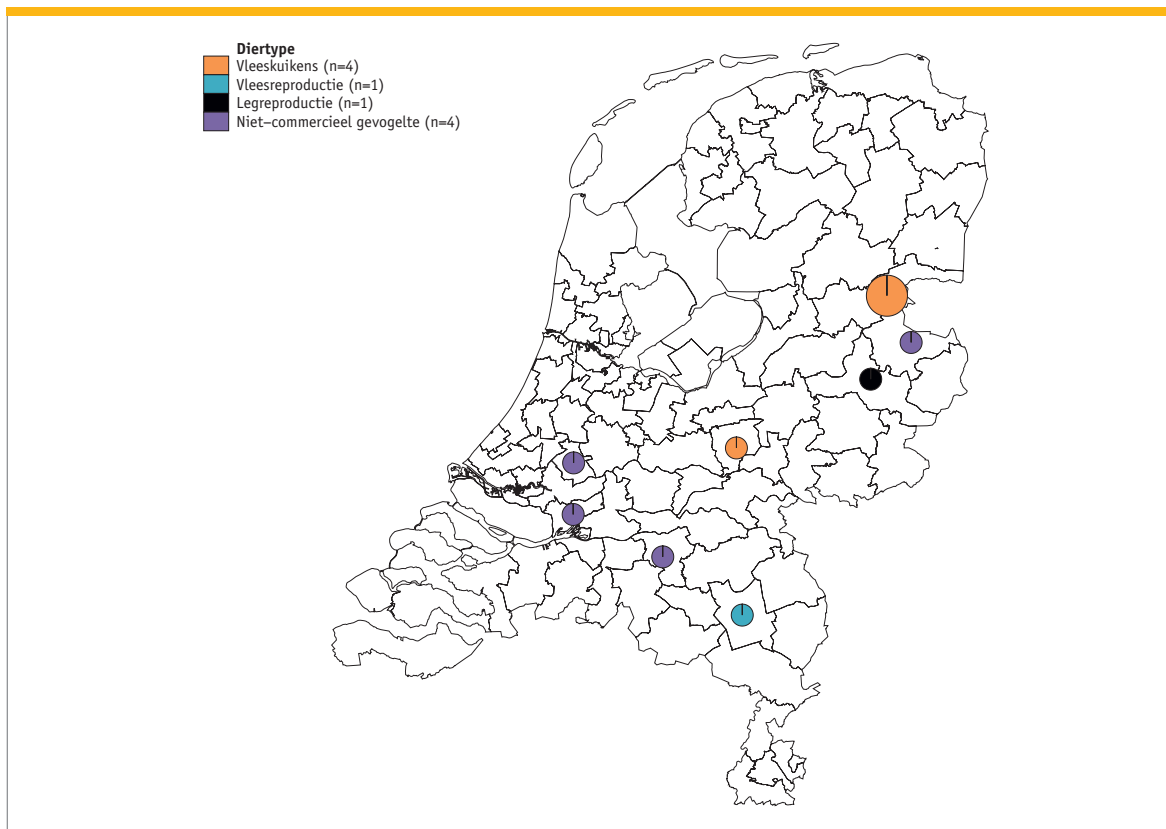 Diertype
Vleeskuikens (n=4)
Vleesreproductie (n=1)
Legreproductie (n=1)
Niet–commercieel gevogelte (n=4)